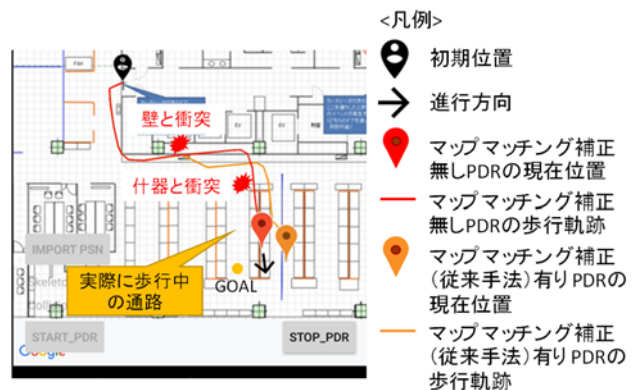 <凡例>
初期位置
進行方向
マップマッチング補正
無しPDRの現在位置
マップマッチング補正
無しPDRの歩行軌跡
マップマッチング補正
(従来手法)有りPDRの
現在位置
マップマッチング補正
(従来手法)有りPDRの
歩行軌跡
壁と衝突
EV
EV
什器と衝突
IMPORT PSN
実際に歩行中
の通路
GOAL
START_PDR
STOP_PDR
Google